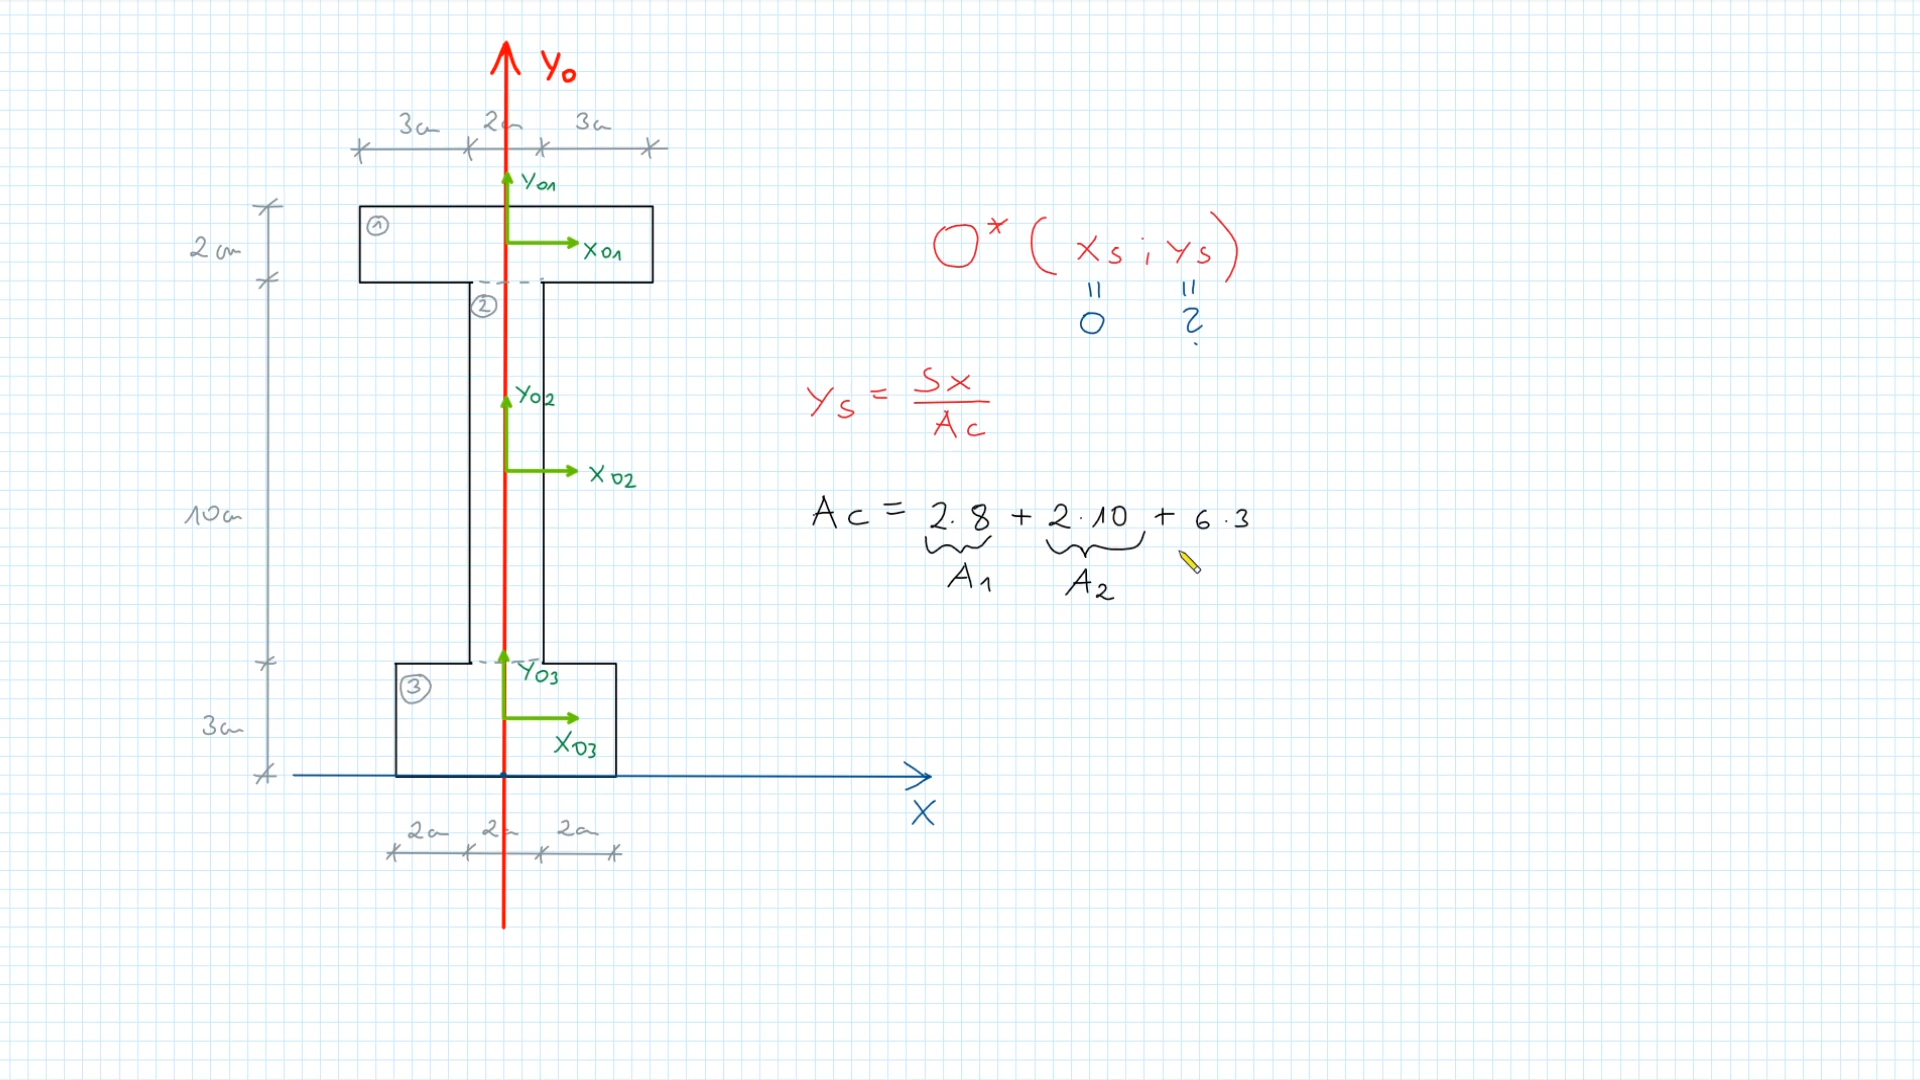 Yo
3cm 2cm 3cm
Y01
1
2cm
X01
2
Y02
X02
10cm
Y03
3
3cm
X03
X
2cm 2cm 2cm
O* ( Xs ; Ys )
= =
0 ?
Ys = Sx / Ac
Ac = 2·8 + 2·10 + 6·3
A1 A2